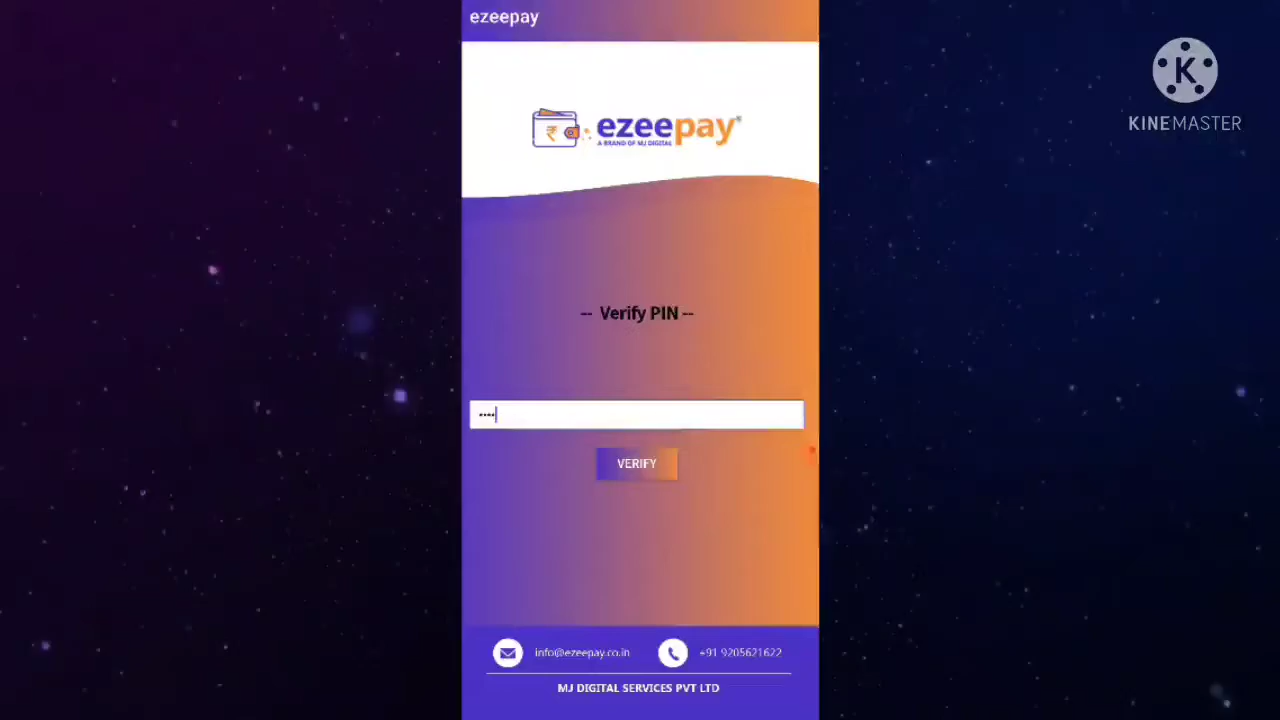 ezeepay
ezeepay
A BRAND OF MJ DIGITAL
KINEMASTER
-- Verify PIN --
····
VERIFY
info@ezeepay.co.in
+91 9205621622
MJ DIGITAL SERVICES PVT LTD